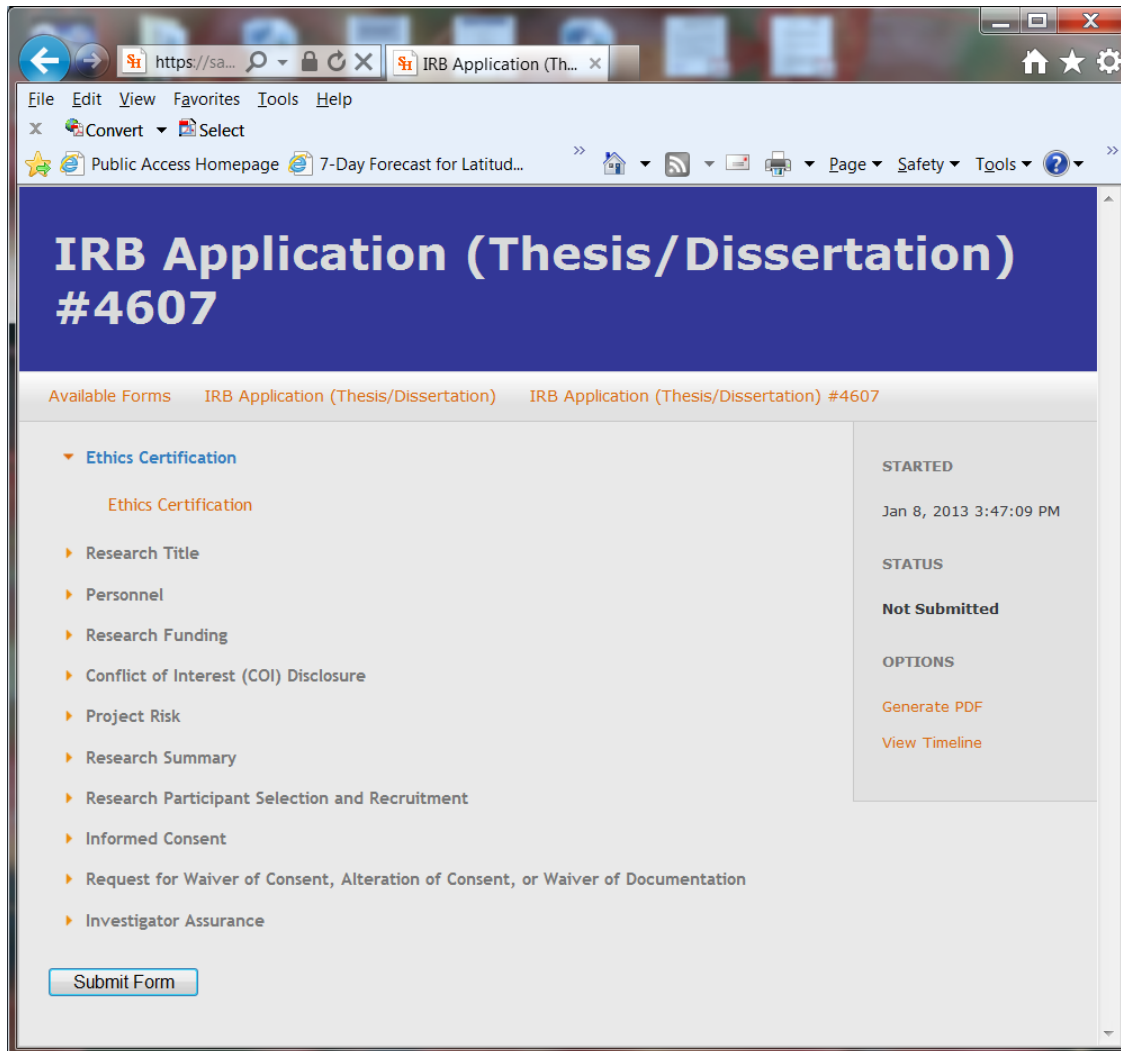 https://sa...
IRB Application (Th...
File Edit View Favorites Tools Help
x Convert Select
Public Access Homepage 7-Day Forecast for Latitud... » Page Safety Tools »
IRB Application (Thesis/Dissertation)
#4607
Available Forms IRB Application (Thesis/Dissertation) IRB Application (Thesis/Dissertation) #4607
Ethics Certification
Ethics Certification
Research Title
Personnel
Research Funding
Conflict of Interest (COI) Disclosure
Project Risk
Research Summary
Research Participant Selection and Recruitment
Informed Consent
Request for Waiver of Consent, Alteration of Consent, or Waiver of Documentation
Investigator Assurance
Submit Form
STARTED
Jan 8, 2013 3:47:09 PM
STATUS
Not Submitted
OPTIONS
Generate PDF
View Timeline